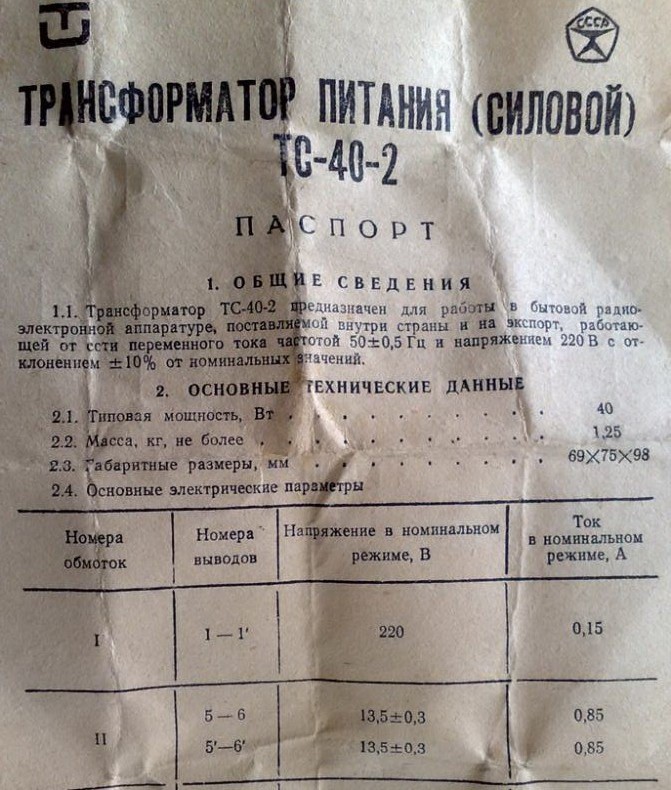 СССР
ТРАНСФОРМАТОР ПИТАНИЯ (СИЛОВОЙ)
ТС-40-2
ПАСПОРТ
1. ОБЩИЕ СВЕДЕНИЯ
1.1. Трансформатор ТС-40-2 предназначен для работы в бытовой радио-
электронной аппаратуре, поставляемой внутри страны и на экспорт, работаю-
щей от сети переменного тока частотой 50±0,5 Гц и напряжением 220 В с от-
клонением ±10% от номинальных значений.
2. ОСНОВНЫЕ ТЕХНИЧЕСКИЕ ДАННЫЕ
2.1. Типовая мощность, Вт . . . . . . . . . . 40
2.2. Масса, кг, не более . . . . . . . . . . . 1,25
2.3. Габаритные размеры, мм . . . . . . . . . 69×75×98
2.4. Основные электрические параметры
Номера обмоток
Номера выводов
Напряжение в номинальном режиме, В
Ток в номинальном режиме, А
I 1 — 1′ 220 0,15
II 5 — 6 13,5±0,3 0,85
5′—6′ 13,5±0,3 0,85